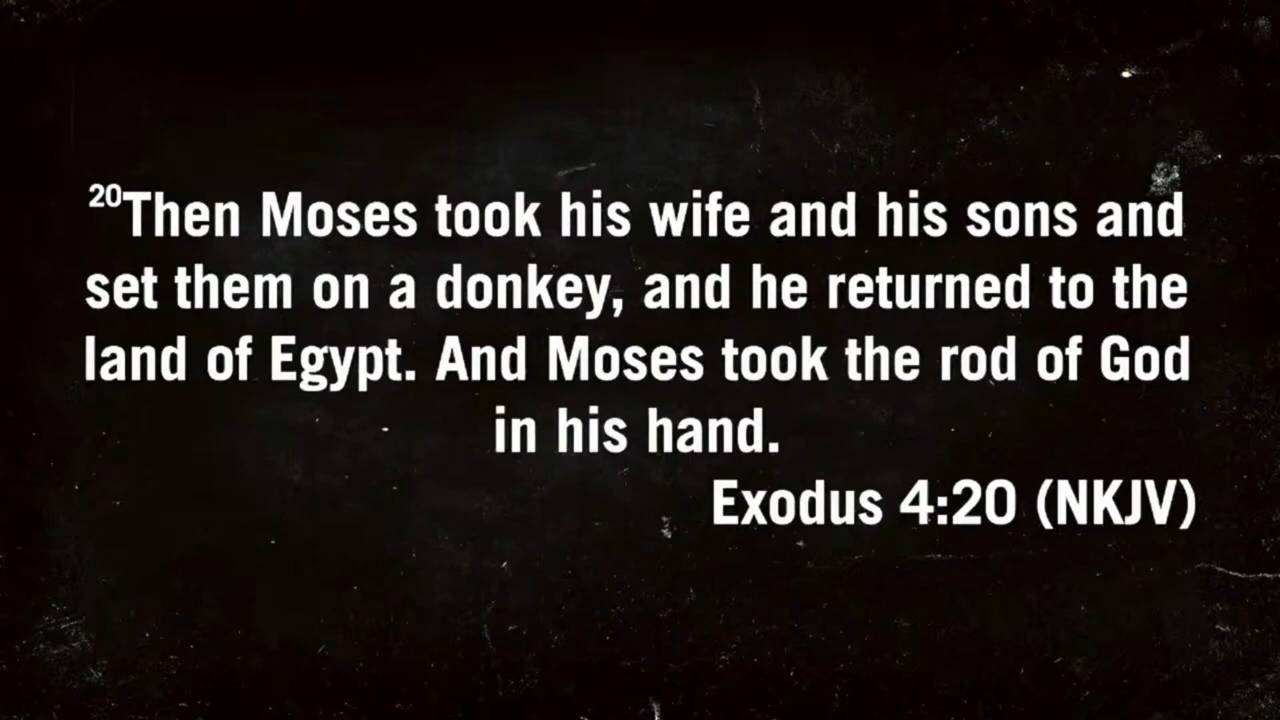 20Then Moses took his wife and his sons and
set them on a donkey, and he returned to the
land of Egypt. And Moses took the rod of God
in his hand.
Exodus 4:20 (NKJV)